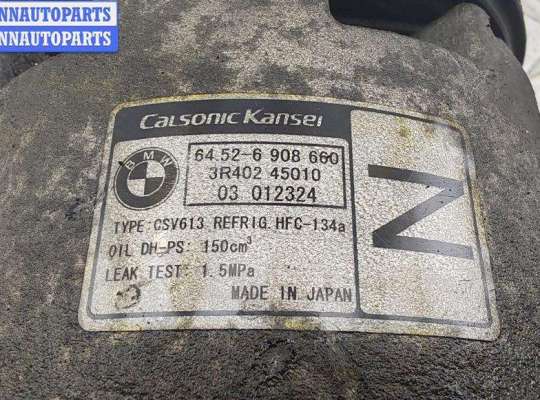 NNAUTOPARTS
NNAUTOPARTS
Calsonic Kansei
BMW
64.52-6 908 660
3R402 45010
03 012324
N
TYPE:CSV613 REFRIG.HFC-134a
OIL DH-PS: 150cm³
LEAK TEST: 1.5MPa
MADE IN JAPAN